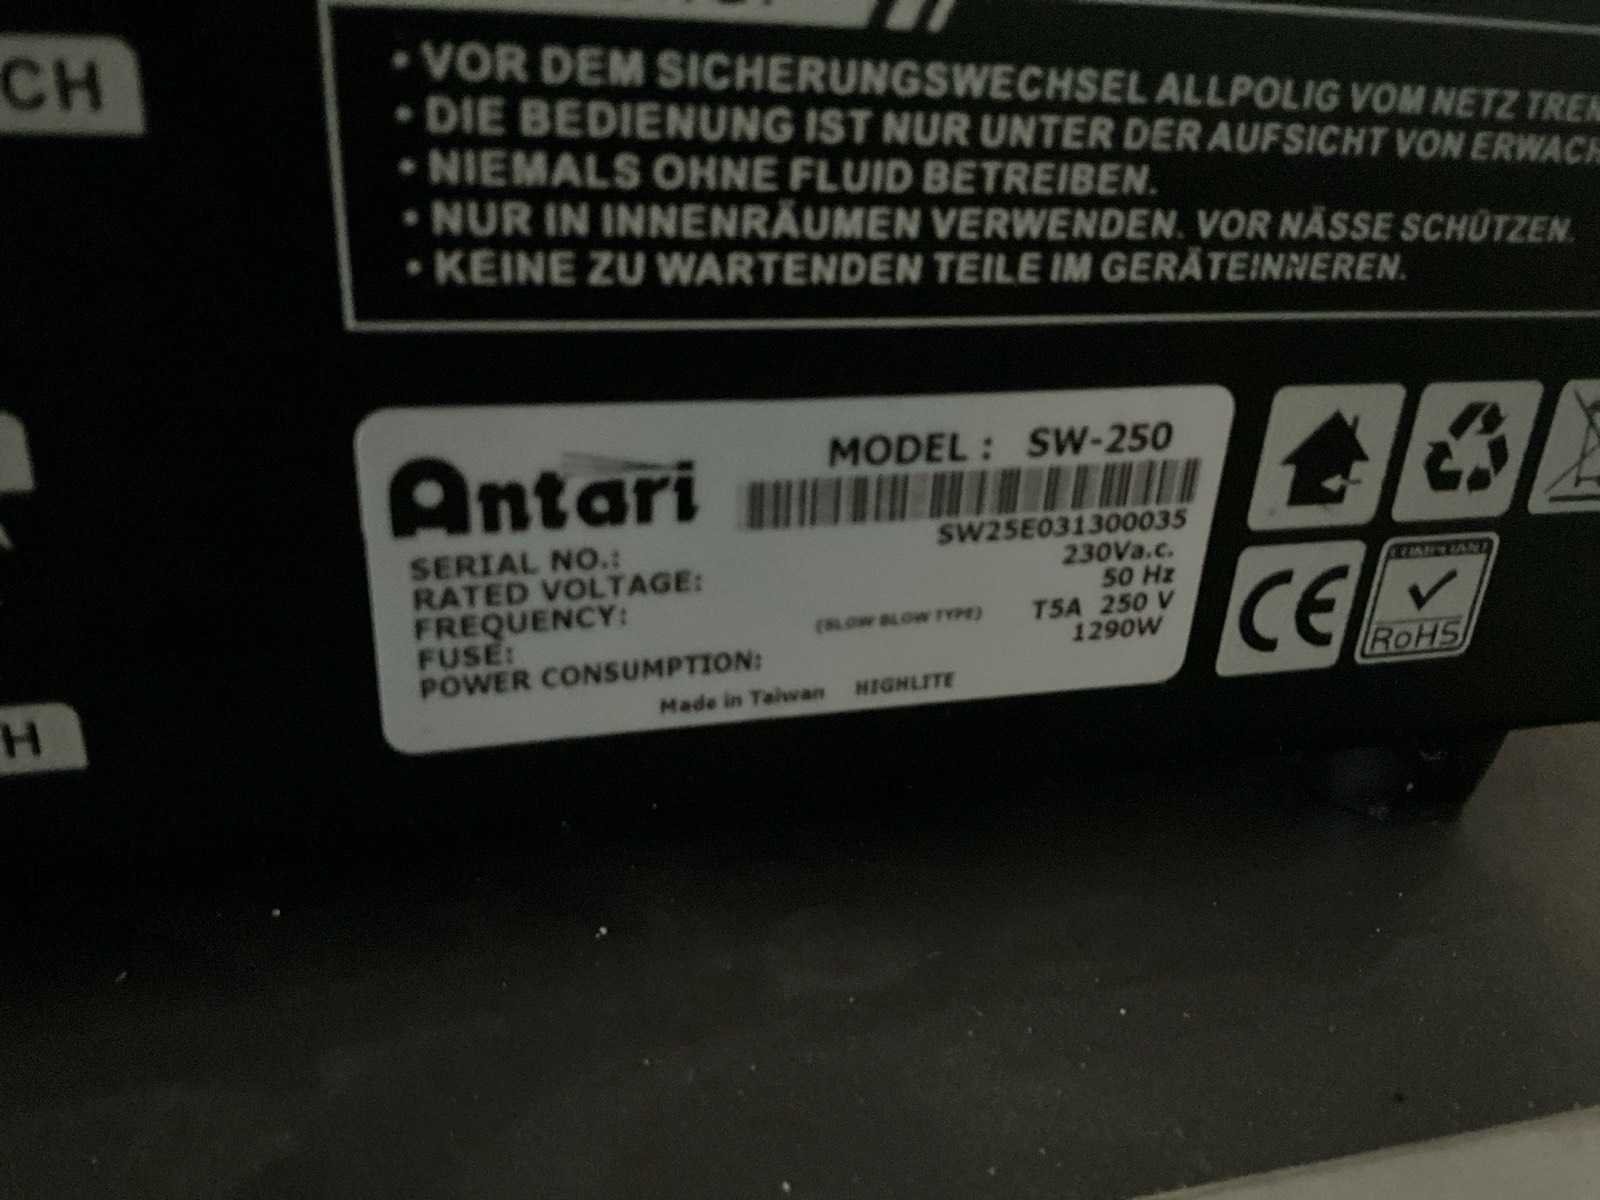 CH
• VOR DEM SICHERUNGSWECHSEL ALLPOLIG VOM NETZ TREN
• DIE BEDIENUNG IST NUR UNTER DER AUFSICHT VON ERWACH
• NIEMALS OHNE FLUID BETREIBEN.
• NUR IN INNENRÄUMEN VERWENDEN. VOR NÄSSE SCHÜTZEN.
• KEINE ZU WARTENDEN TEILE IM GERÄTEINNEREN.
Antari
MODEL : SW-250
SERIAL NO.: SW25E031300035
RATED VOLTAGE: 230Va.c.
FREQUENCY: 50 Hz
FUSE: (SLOW BLOW TYPE) T5A 250 V
POWER CONSUMPTION: 1290W
Made in Taiwan HIGHLITE
CE
COMPLIANT
RoHS
H